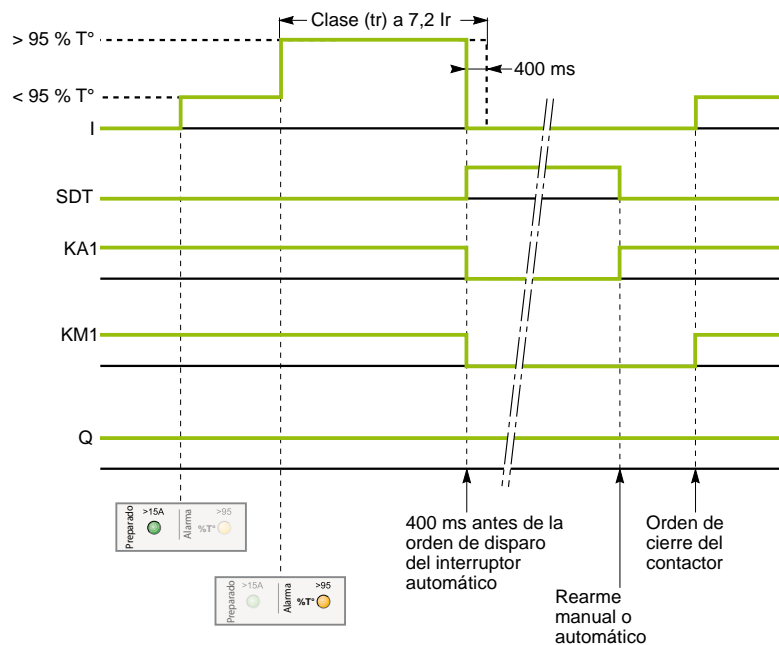 Clase (tr) a 7,2 Ir
> 95 % T°
400 ms
< 95 % T°
I
SDT
KA1
KM1
Q
Preparado
>15A
Alarma
>95
%T°
400 ms antes de la
orden de disparo
del interruptor
automático
Orden de
cierre del
contactor
Preparado
>15A
Alarma
>95
%T°
Rearme
manual o
automático